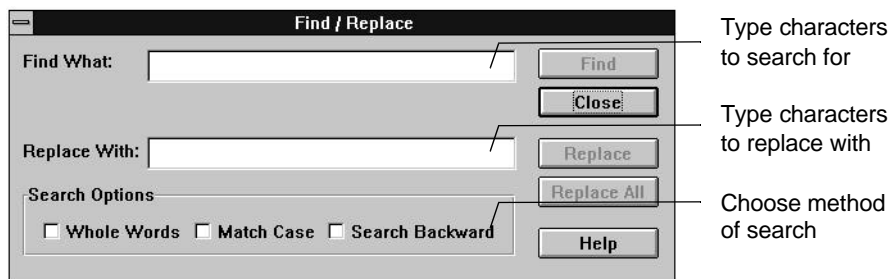 Find / Replace
Find What:
Find
Close
Replace With:
Replace
Replace All
Search Options
Whole Words
Match Case
Search Backward
Help
Type characters
to search for
Type characters
to replace with
Choose method
of search